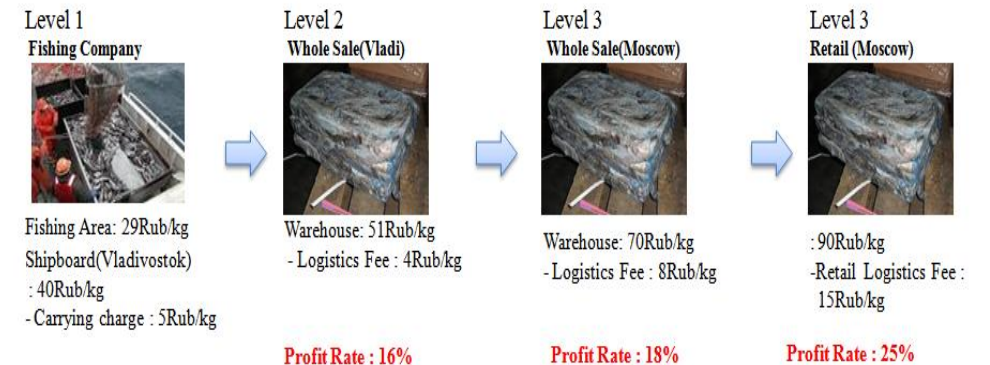 Level 1
Fishing Company
Fishing Area: 29Rub/kg
Shipboard(Vladivostok)
: 40Rub/kg
- Carrying charge : 5Rub/kg
Level 2
Whole Sale(Vladi)
Warehouse: 51Rub/kg
- Logistics Fee : 4Rub/kg
Profit Rate : 16%
Level 3
Whole Sale(Moscow)
Warehouse: 70Rub/kg
-Logistics Fee : 8Rub/kg
Profit Rate : 18%
Level 3
Retail (Moscow)
:90Rub/kg
-Retail Logistics Fee :
15Rub/kg
Profit Rate : 25%